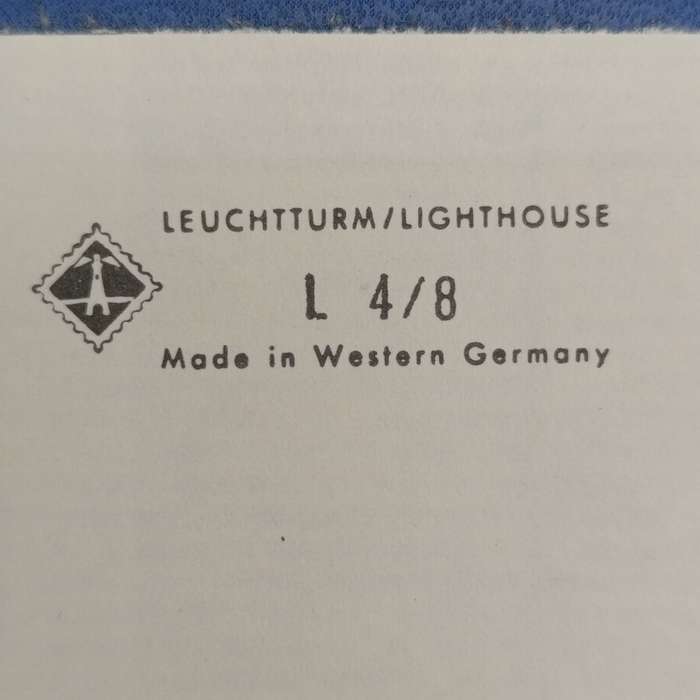 LEUCHTTURM/LIGHTHOUSE
L 4/8
Made in Western Germany